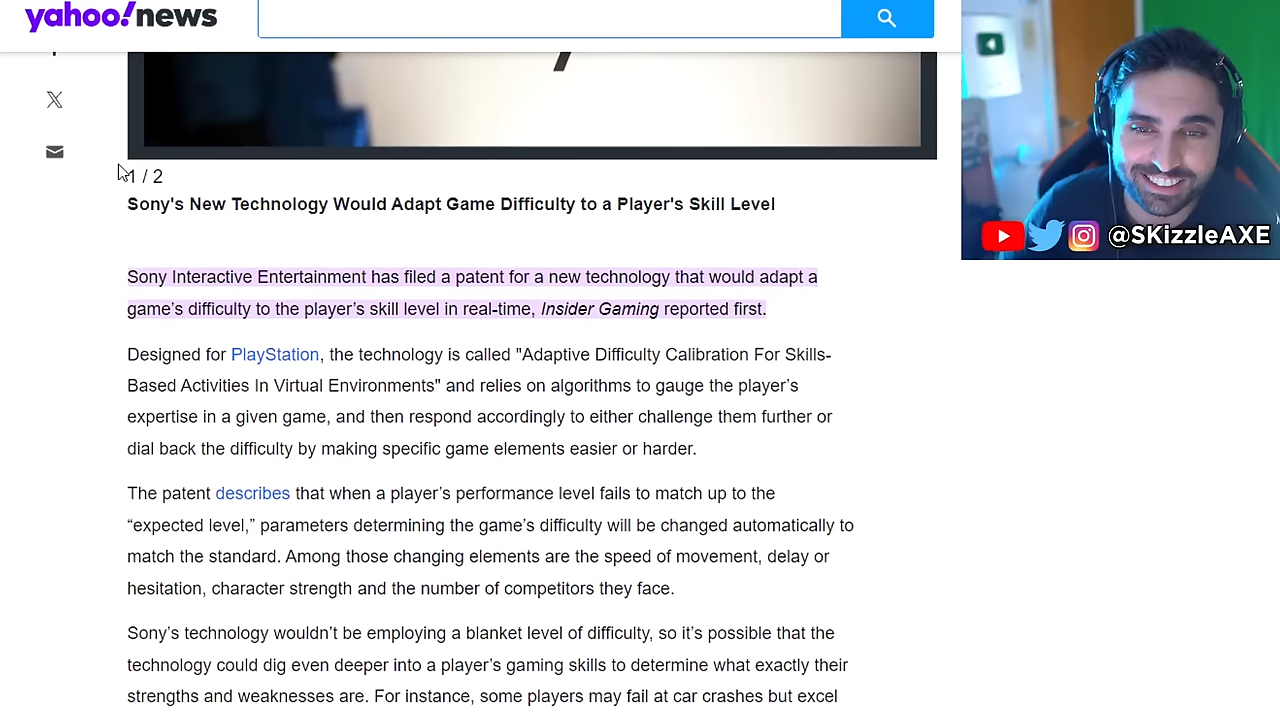 yahoo!news
@SKizzleAXE
1 / 2
Sony's New Technology Would Adapt Game Difficulty to a Player's Skill Level
Sony Interactive Entertainment has filed a patent for a new technology that would adapt a
game’s difficulty to the player’s skill level in real-time, Insider Gaming reported first.
Designed for PlayStation, the technology is called "Adaptive Difficulty Calibration For Skills-
Based Activities In Virtual Environments" and relies on algorithms to gauge the player’s
expertise in a given game, and then respond accordingly to either challenge them further or
dial back the difficulty by making specific game elements easier or harder.
The patent describes that when a player’s performance level fails to match up to the
“expected level,” parameters determining the game’s difficulty will be changed automatically to
match the standard. Among those changing elements are the speed of movement, delay or
hesitation, character strength and the number of competitors they face.
Sony’s technology wouldn’t be employing a blanket level of difficulty, so it’s possible that the
technology could dig even deeper into a player’s gaming skills to determine what exactly their
strengths and weaknesses are. For instance, some players may fail at car crashes but excel